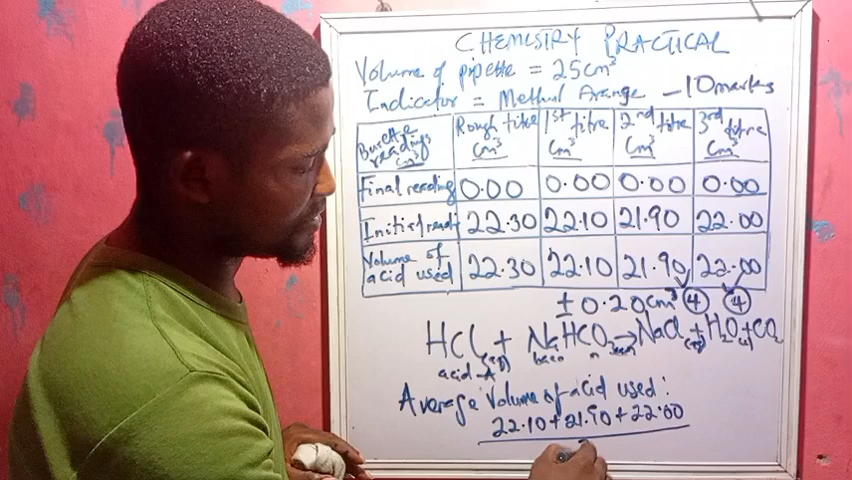 CHEMISTRY PRACTICAL
Volume of pipette = 25cm³
Indicator = Methyl Orange - 10 marks
Burette readings cm³ Rough titre cm³ 1st titre cm³ 2nd titre cm³ 3rd titre cm³
Final reading 0.00 0.00 0.00 0.00
Initial readi 22.30 22.10 21.90 22.00
Volume of acid used 22.30 22.10 21.90 22.00
± 0.20cm³ 4 4
HCl(aq) + NaHCO₃ → NaCl(aq) + H₂O(l) + CO₂
acid - A base
Average Volume of acid used:
22.10 + 21.90 + 22.00